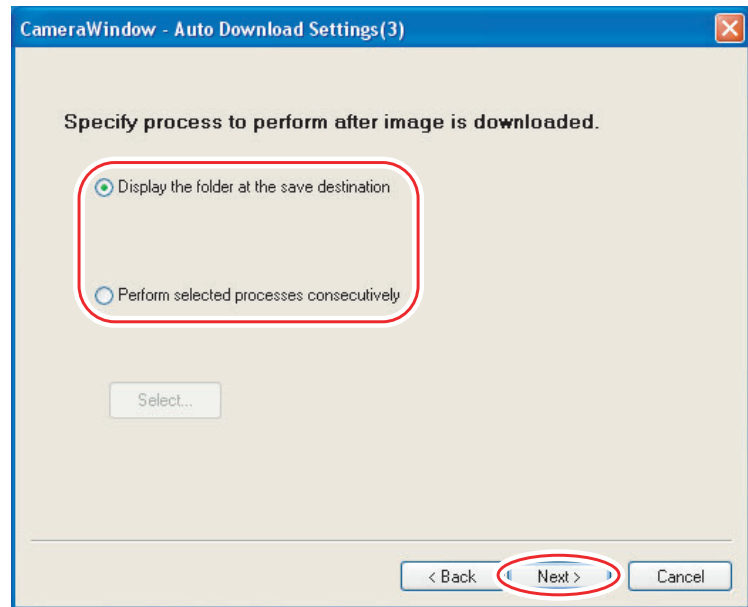 CameraWindow - Auto Download Settings(3)
Specify process to perform after image is downloaded.
Display the folder at the save destination
Perform selected processes consecutively
Select...
< Back
Next >
Cancel